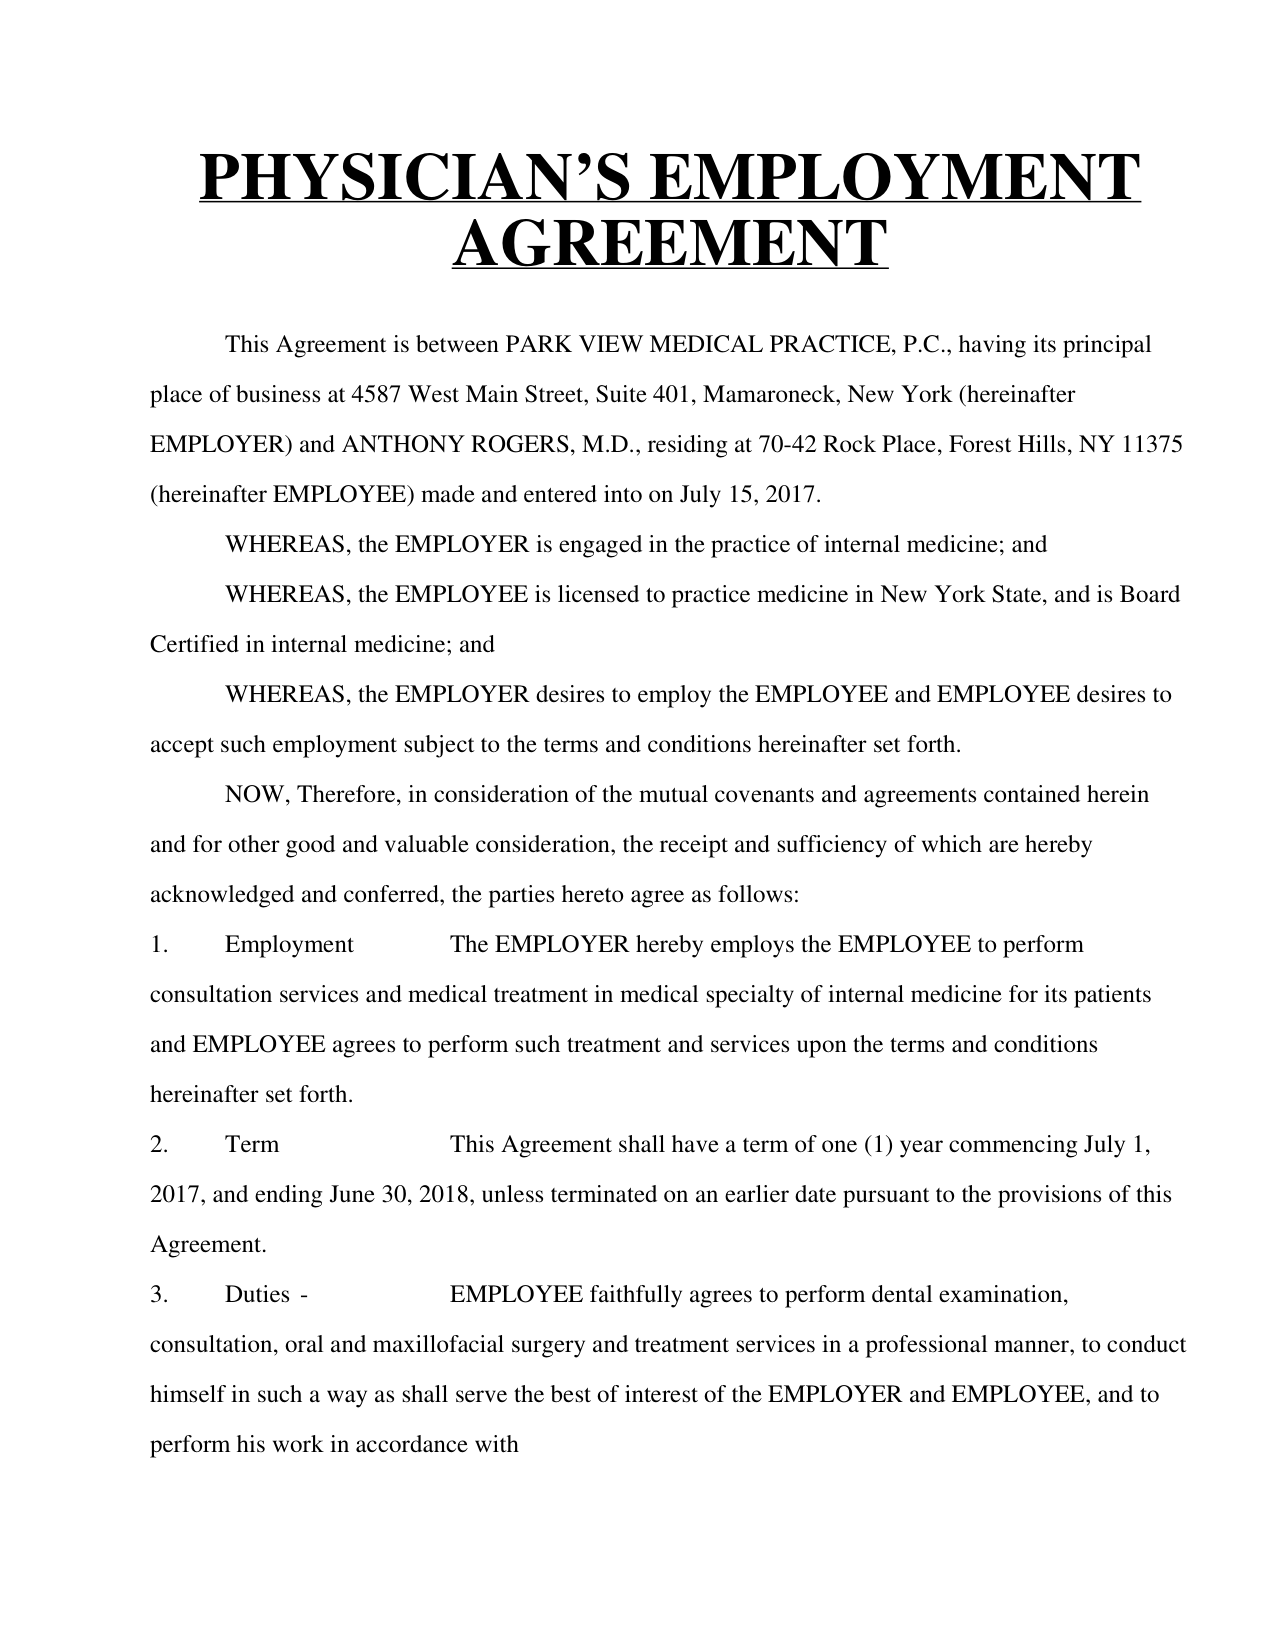 PHYSICIAN’S EMPLOYMENT
AGREEMENT
This Agreement is between PARK VIEW MEDICAL PRACTICE, P.C., having its principal
place of business at 4587 West Main Street, Suite 401, Mamaroneck, New York (hereinafter
EMPLOYER) and ANTHONY ROGERS, M.D., residing at 70-42 Rock Place, Forest Hills, NY 11375
(hereinafter EMPLOYEE) made and entered into on July 15, 2017.
WHEREAS, the EMPLOYER is engaged in the practice of internal medicine; and
WHEREAS, the EMPLOYEE is licensed to practice medicine in New York State, and is Board
Certified in internal medicine; and
WHEREAS, the EMPLOYER desires to employ the EMPLOYEE and EMPLOYEE desires to
accept such employment subject to the terms and conditions hereinafter set forth.
NOW, Therefore, in consideration of the mutual covenants and agreements contained herein
and for other good and valuable consideration, the receipt and sufficiency of which are hereby
acknowledged and conferred, the parties hereto agree as follows:
1. Employment The EMPLOYER hereby employs the EMPLOYEE to perform
consultation services and medical treatment in medical specialty of internal medicine for its patients
and EMPLOYEE agrees to perform such treatment and services upon the terms and conditions
hereinafter set forth.
2. Term This Agreement shall have a term of one (1) year commencing July 1,
2017, and ending June 30, 2018, unless terminated on an earlier date pursuant to the provisions of this
Agreement.
3. Duties - EMPLOYEE faithfully agrees to perform dental examination,
consultation, oral and maxillofacial surgery and treatment services in a professional manner, to conduct
himself in such a way as shall serve the best of interest of the EMPLOYER and EMPLOYEE, and to
perform his work in accordance with